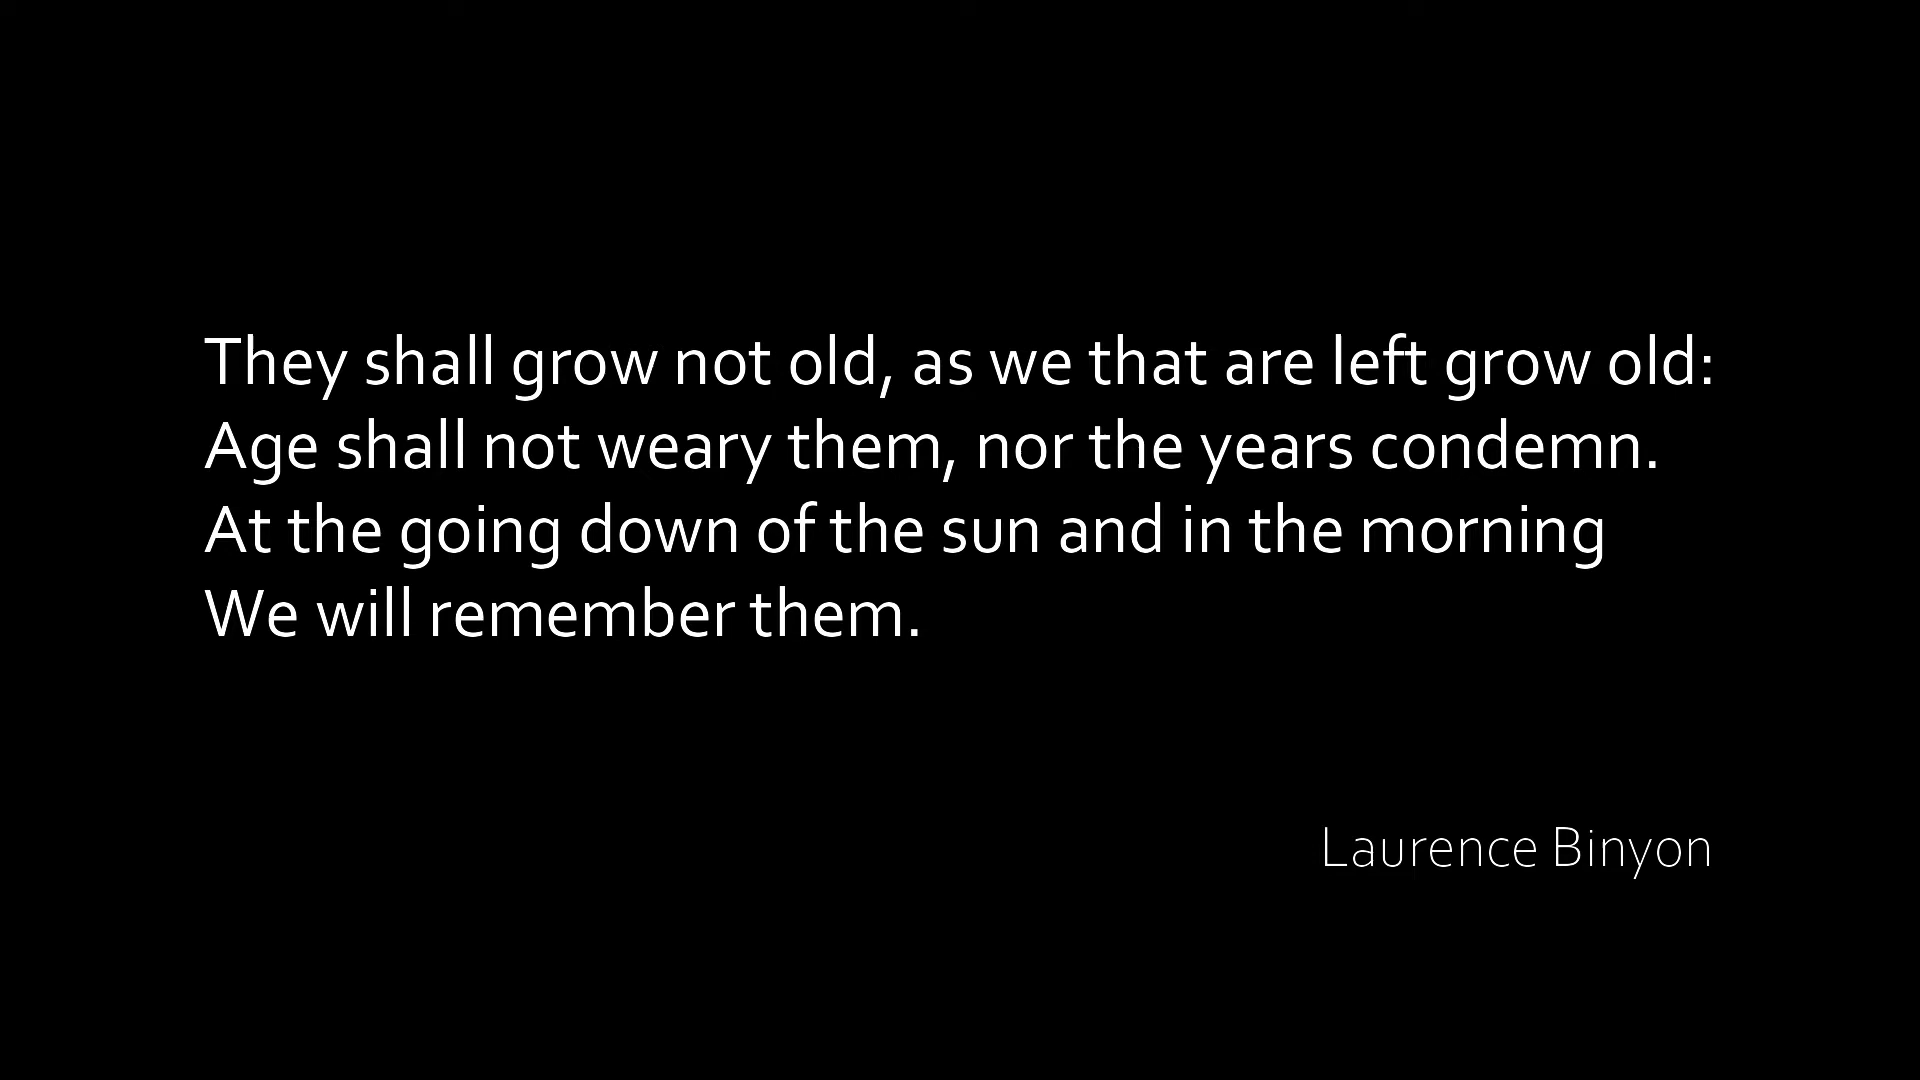 They shall grow not old, as we that are left grow old:
Age shall not weary them, nor the years condemn.
At the going down of the sun and in the morning
We will remember them.
Laurence Binyon